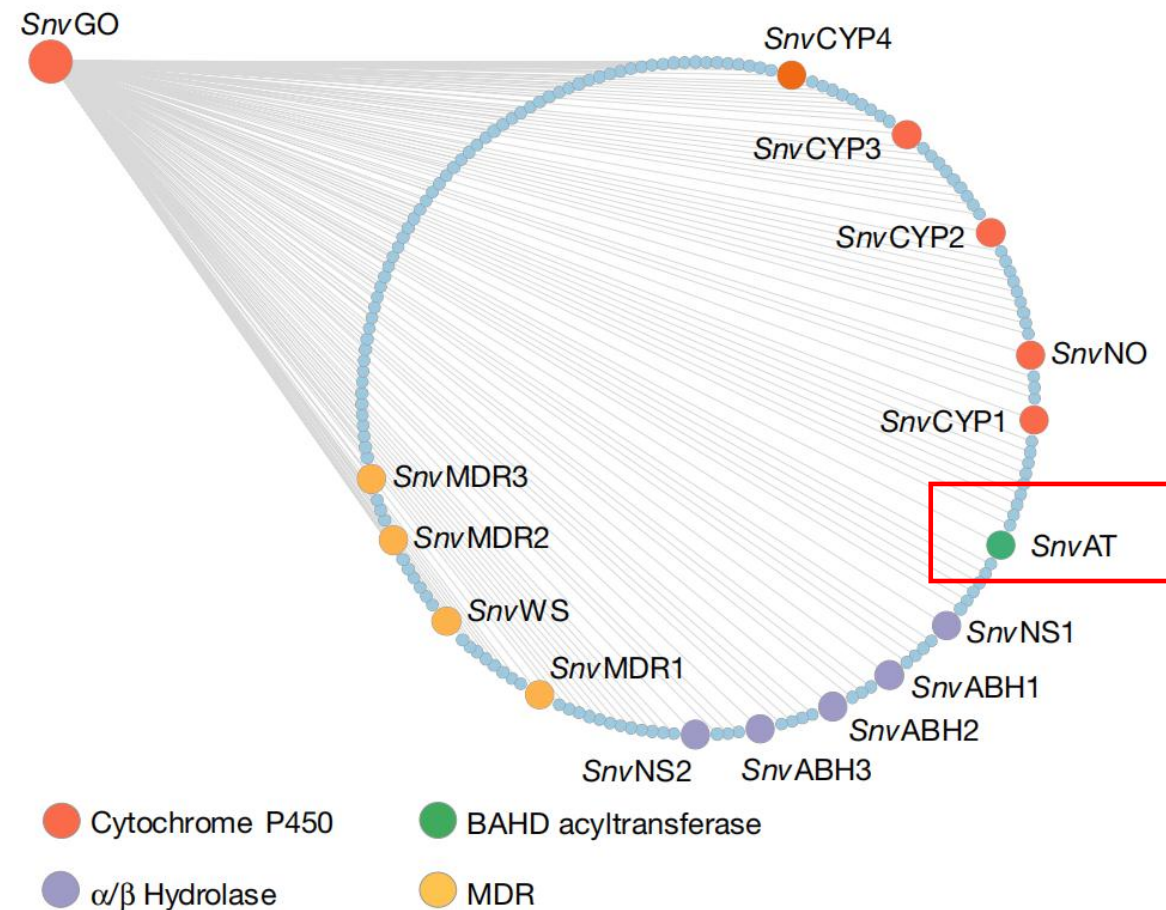 SnvGO
SnvCYP4
SnvCYP3
SnvCYP2
SnvNO
SnvCYP1
SnvMDR3
SnvMDR2
SnvAT
SnvWS
SnvNS1
SnvMDR1
SnvABH1
SnvABH2
SnvNS2
SnvABH3
Cytochrome P450
BAHD acyltransferase
α/β Hydrolase
MDR